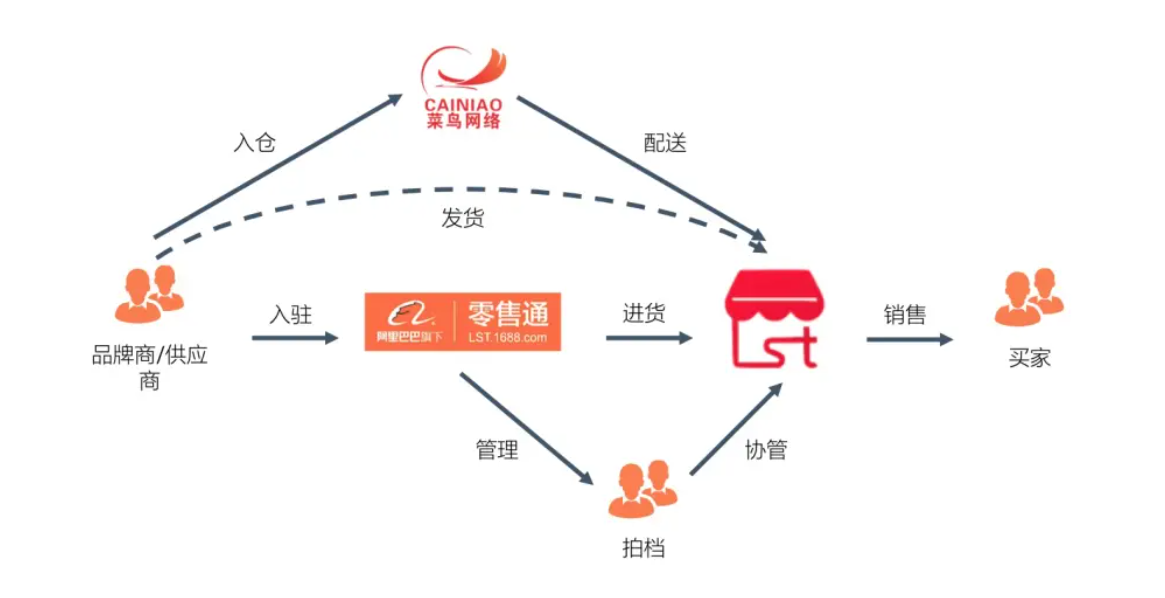 CAINIAO
菜鸟网络
入仓
配送
发货
品牌商/供应
商
入驻
阿里巴巴旗下
零售通
LST.1688.com
进货
Lst
销售
买家
管理
协管
拍档